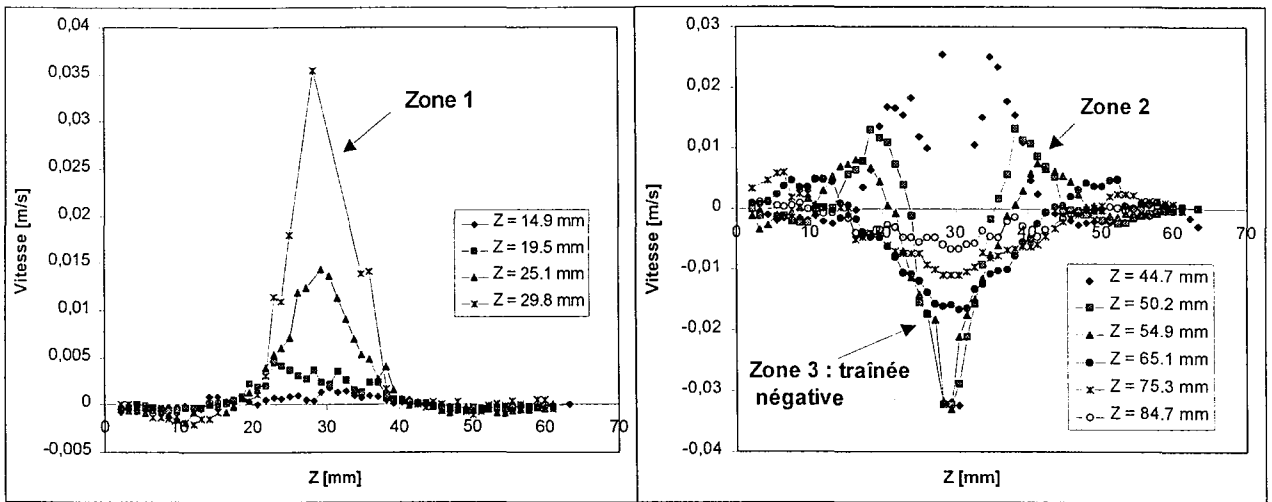 0,04
0,035
0,03
0,025
0,02
0,015
0,01
0,005
0
-0,005
Vitesse [m/s]
Zone 1
Z = 14.9 mm
Z = 19.5 mm
Z = 25.1 mm
Z = 29.8 mm
0 10 20 30 40 50 60 70
Z [mm]
0,03
0,02
0,01
0
-0,01
-0,02
-0,03
-0,04
Vitesse [m/s]
Zone 2
0 10 20 30 40 50 60 70
Zone 3 : traînée
négative
Z = 44.7 mm
Z = 50.2 mm
Z = 54.9 mm
Z = 65.1 mm
Z = 75.3 mm
Z = 84.7 mm
Z [mm]